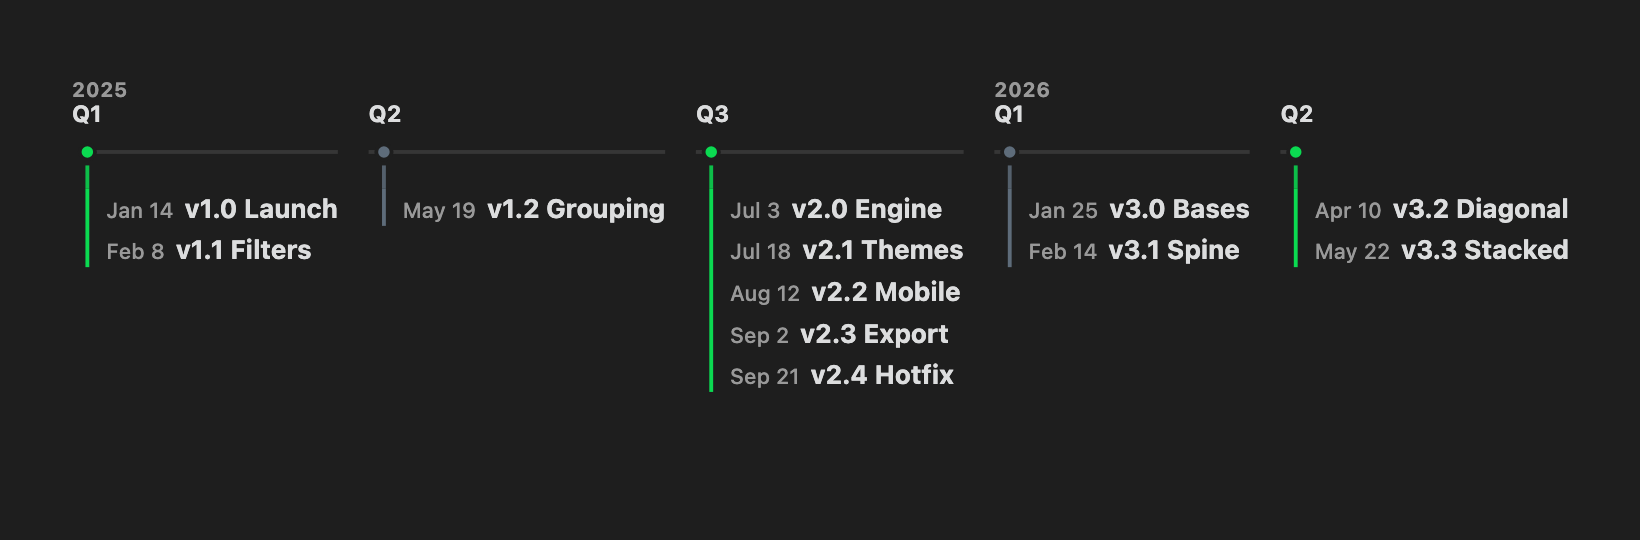 2025
Q1
Jan 14 v1.0 Launch
Feb 8 v1.1 Filters
Q2
May 19 v1.2 Grouping
Q3
Jul 3 v2.0 Engine
Jul 18 v2.1 Themes
Aug 12 v2.2 Mobile
Sep 2 v2.3 Export
Sep 21 v2.4 Hotfix
2026
Q1
Jan 25 v3.0 Bases
Feb 14 v3.1 Spine
Q2
Apr 10 v3.2 Diagonal
May 22 v3.3 Stacked